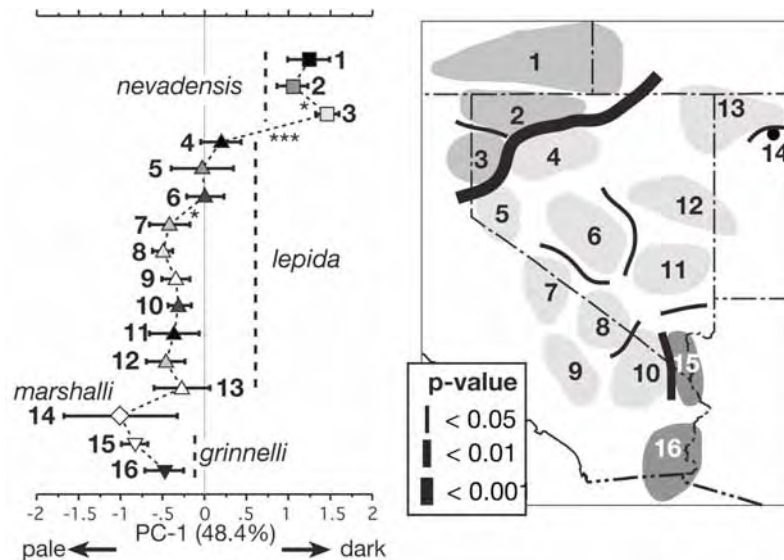 -1 0 1 2
1
nevadensis 2
* 3
4 ***
5
6
*
7
8 lepida
9
10
11
12
marshalli 13
14
15 grinnelli
16
-2 -1.5 -1 -.5 0 .5 1 1.5 2
PC-1 (48.4%)
pale dark
1
2 13
3 4 14
5 6 12
7 11
8
9 10 15
16
p-value
< 0.05
< 0.01
< 0.001